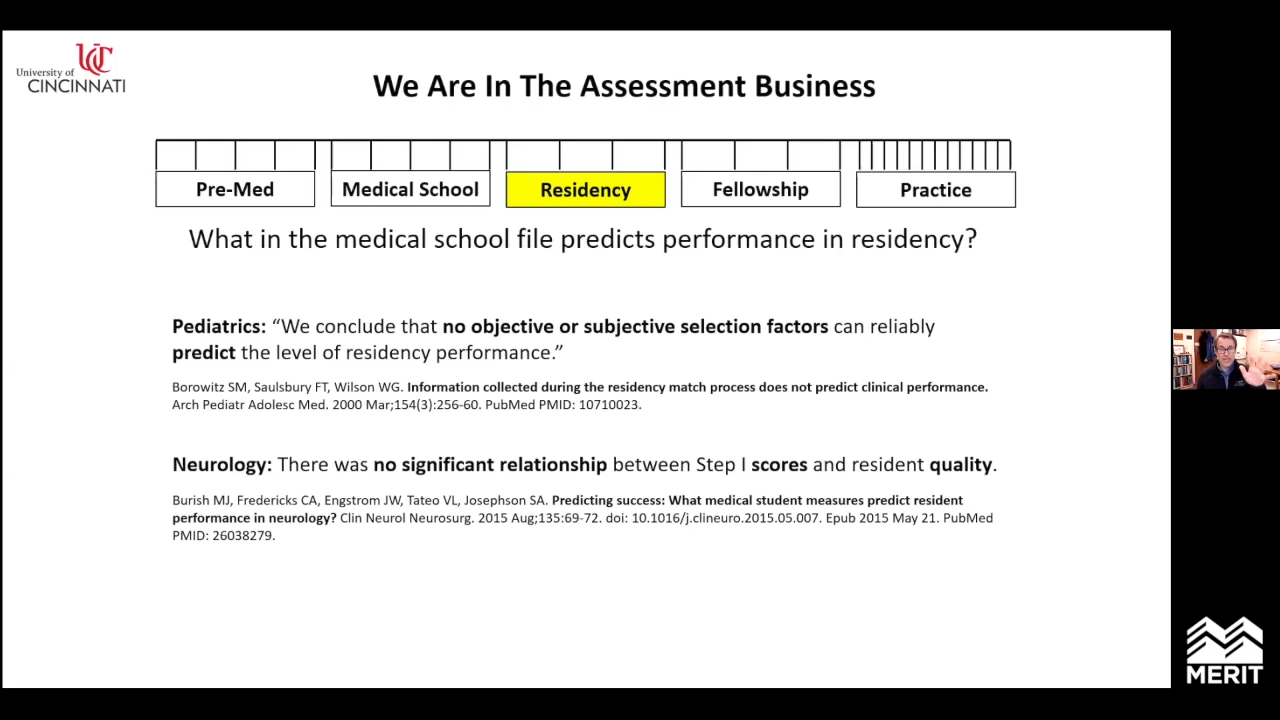 University of
CINCINNATI
We Are In The Assessment Business
Pre-Med
Medical School
Residency
Fellowship
Practice
What in the medical school file predicts performance in residency?
Pediatrics: “We conclude that no objective or subjective selection factors can reliably
predict the level of residency performance.”
Borowitz SM, Saulsbury FT, Wilson WG. Information collected during the residency match process does not predict clinical performance.
Arch Pediatr Adolesc Med. 2000 Mar;154(3):256-60. PubMed PMID: 10710023.
Neurology: There was no significant relationship between Step I scores and resident quality.
Burish MJ, Fredericks CA, Engstrom JW, Tateo VL, Josephson SA. Predicting success: What medical student measures predict resident
performance in neurology? Clin Neurol Neurosurg. 2015 Aug;135:69-72. doi: 10.1016/j.clineuro.2015.05.007. Epub 2015 May 21. PubMed
PMID: 26038279.
MERIT